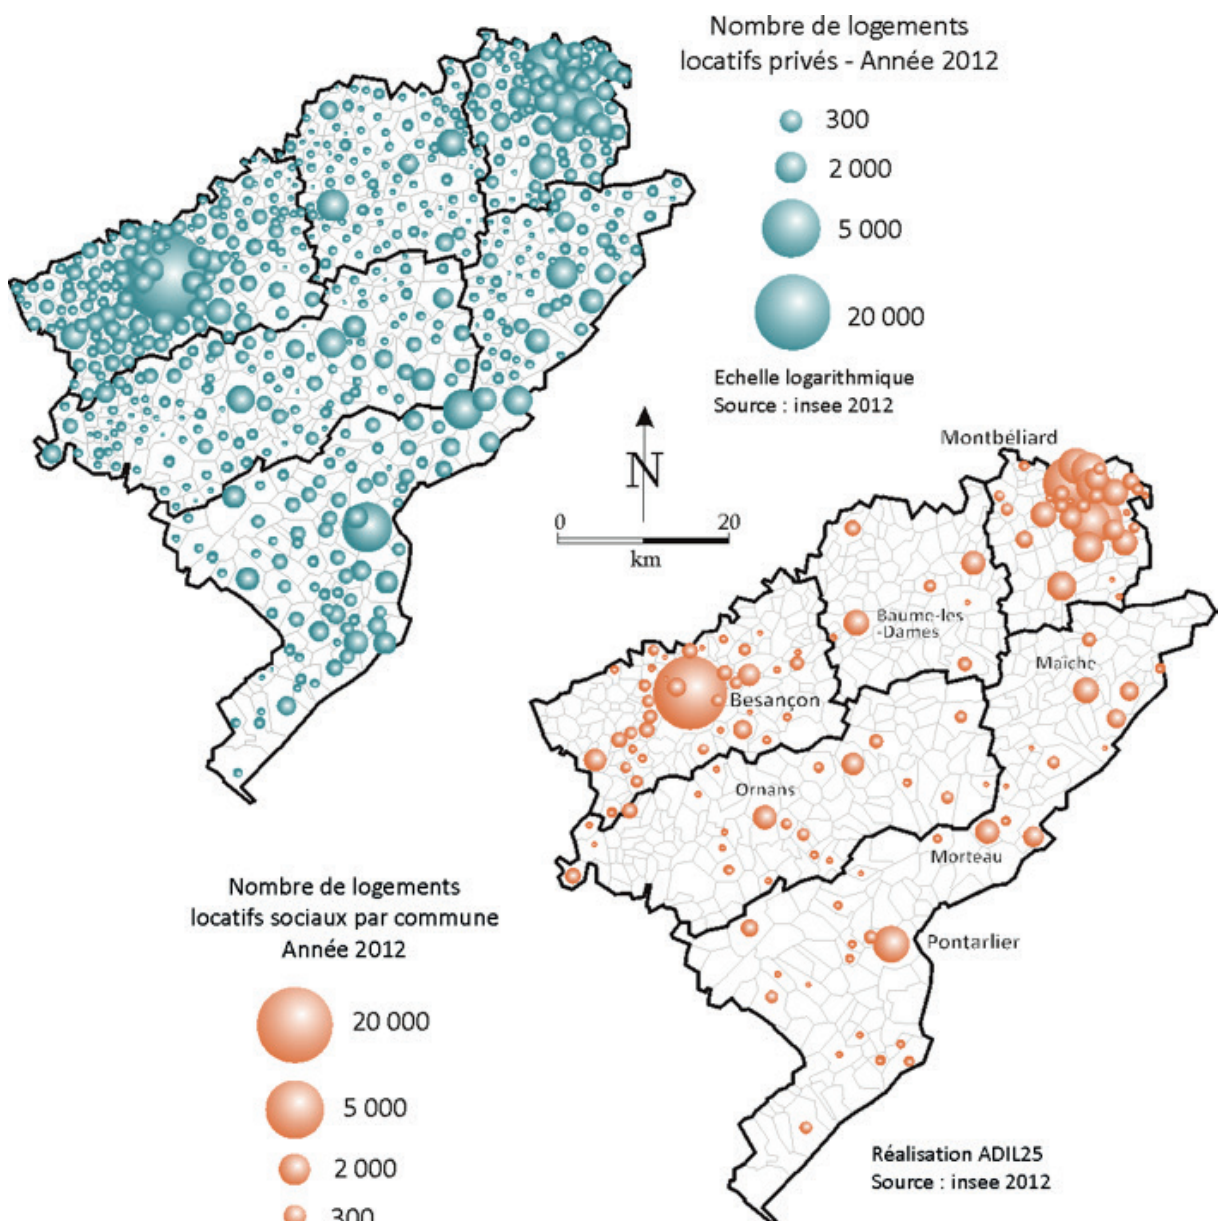 Nombre de logements
locatifs privés - Année 2012
300
2 000
5 000
20 000
Echelle logarithmique
Source : insee 2012
N
0
20
km
Montbéliard
Baume-les
-Dames
Maîche
Besançon
Ornans
Morteau
Pontarlier
Nombre de logements
locatifs sociaux par commune
Année 2012
20 000
5 000
2 000
300
Réalisation ADIL25
Source : insee 2012